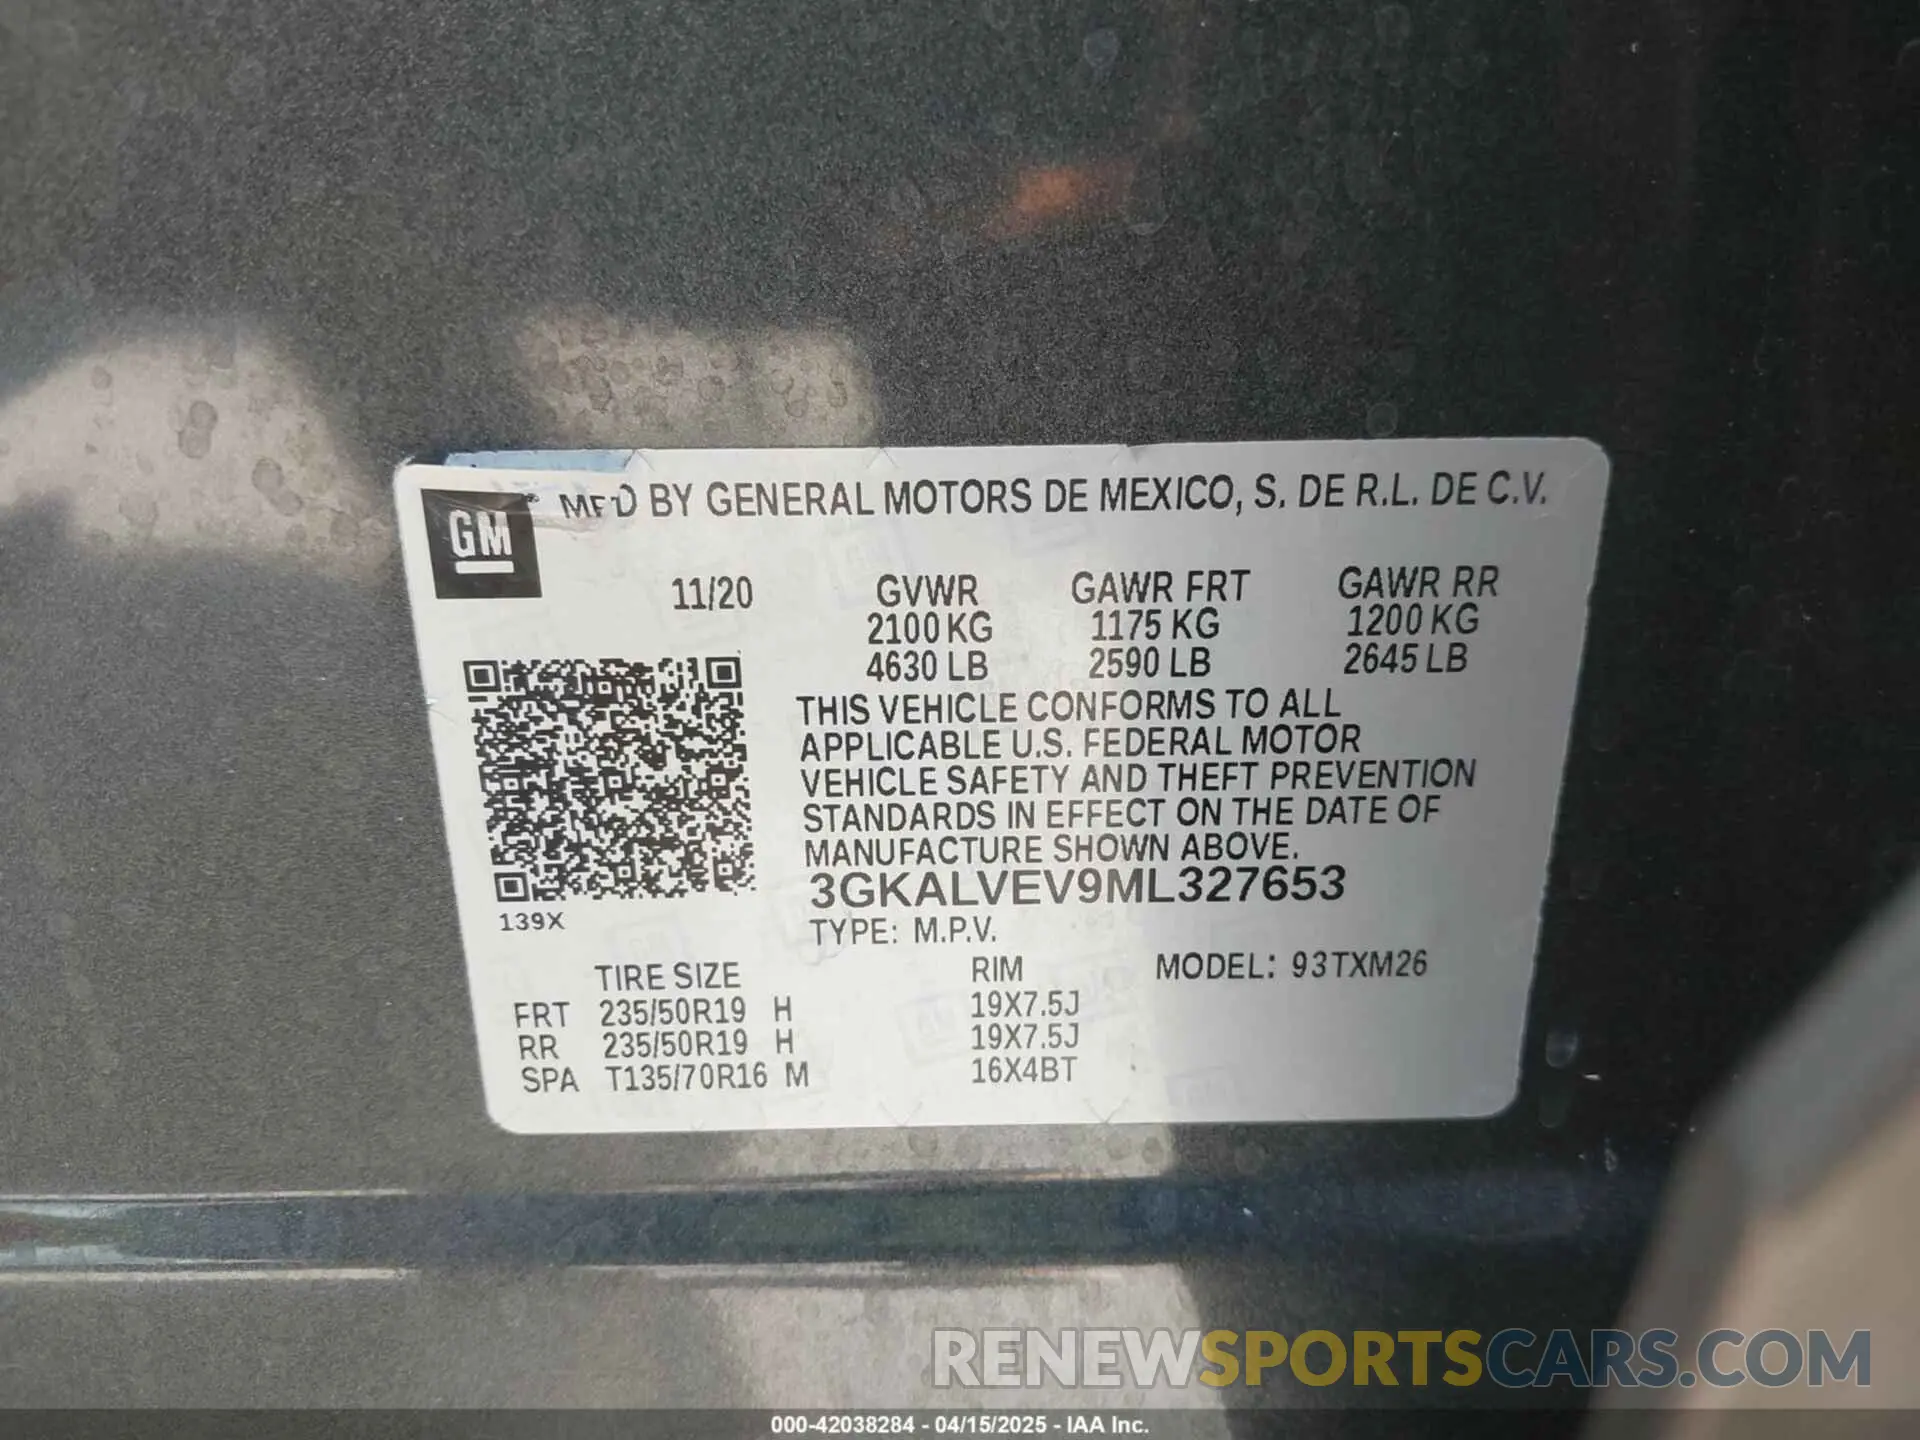 GM
MFD BY GENERAL MOTORS DE MEXICO, S. DE R.L. DE C.V.
11/20 GVWR GAWR FRT GAWR RR
2100 KG 1175 KG 1200 KG
4630 LB 2590 LB 2645 LB
THIS VEHICLE CONFORMS TO ALL
APPLICABLE U.S. FEDERAL MOTOR
VEHICLE SAFETY AND THEFT PREVENTION
STANDARDS IN EFFECT ON THE DATE OF
MANUFACTURE SHOWN ABOVE.
3GKALVEV9ML327653
139X
TYPE: M.P.V.
TIRE SIZE RIM MODEL: 93TXM26
FRT 235/50R19 H 19X7.5J
RR 235/50R19 H 19X7.5J
SPA T135/70R16 M 16X4BT
RENEWSPORTSCARS.COM
000-42038284 - 04/15/2025 - IAA Inc.